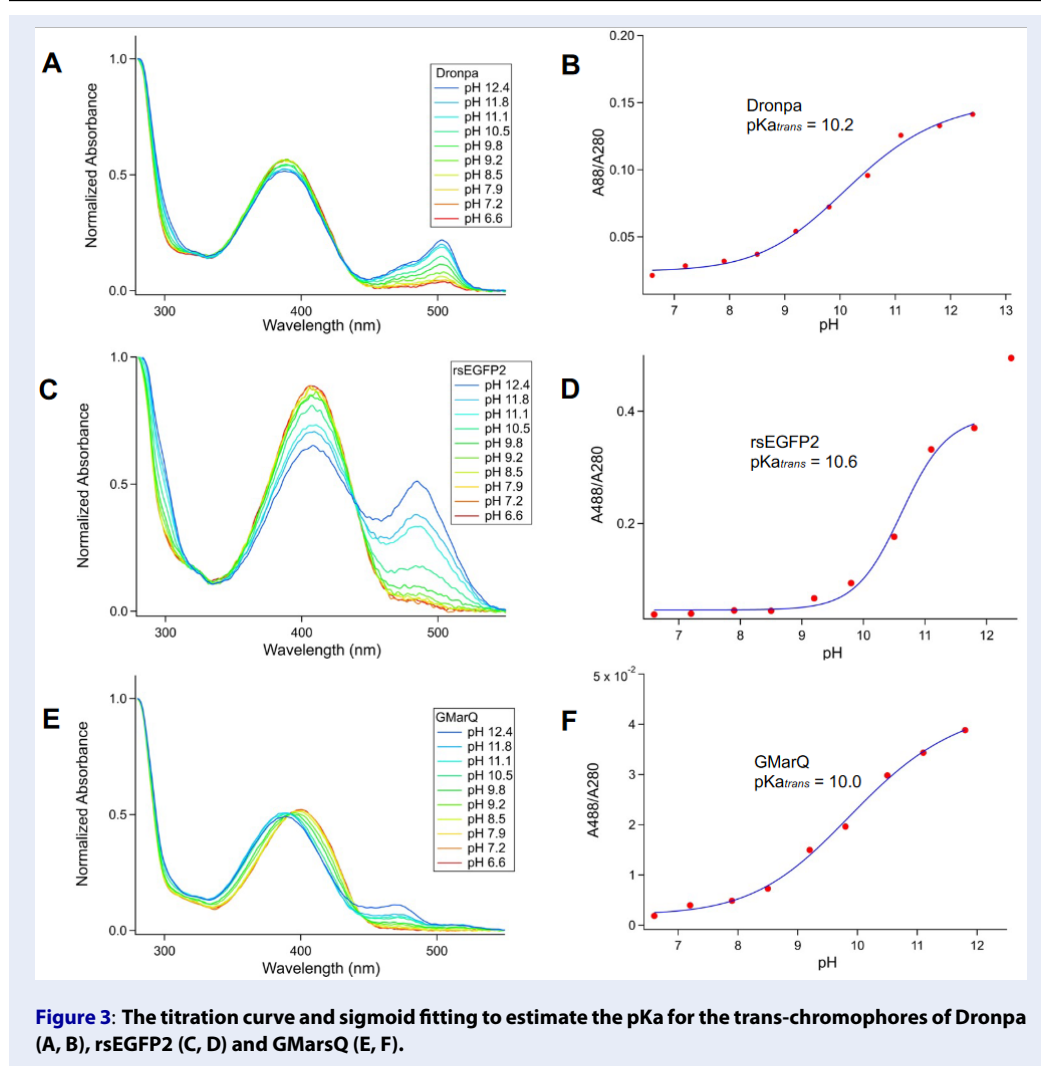 A
Normalized Absorbance
1.0
0.5
0.0
300
400
500
Wavelength (nm)
Dronpa
pH 12.4
pH 11.8
pH 11.1
pH 10.5
pH 9.8
pH 9.2
pH 8.5
pH 7.9
pH 7.2
pH 6.6
B
A88/A280
0.20
0.15
0.10
0.05
7
8
9
10
11
12
13
pH
Dronpa
pKatrans = 10.2
C
Normalized Absorbance
1.0
0.5
0.0
300
400
500
Wavelength (nm)
rsEGFP2
pH 12.4
pH 11.8
pH 11.1
pH 10.5
pH 9.8
pH 9.2
pH 8.5
pH 7.9
pH 7.2
pH 6.6
D
A488/A280
0.4
0.2
7
8
9
10
11
12
pH
rsEGFP2
pKatrans = 10.6
E
Normalized Absorbance
1.0
0.5
0.0
300
400
500
Wavelength (nm)
GMarQ
pH 12.4
pH 11.8
pH 11.1
pH 10.5
pH 9.8
pH 9.2
pH 8.5
pH 7.9
pH 7.2
pH 6.6
F
A488/A280
5 x 10-2
4
3
2
1
0
7
8
9
10
11
12
pH
GMarQ
pKatrans = 10.0
Figure 3: The titration curve and sigmoid fitting to estimate the pKa for the trans-chromophores of Dronpa
(A, B), rsEGFP2 (C, D) and GMarsQ (E, F).